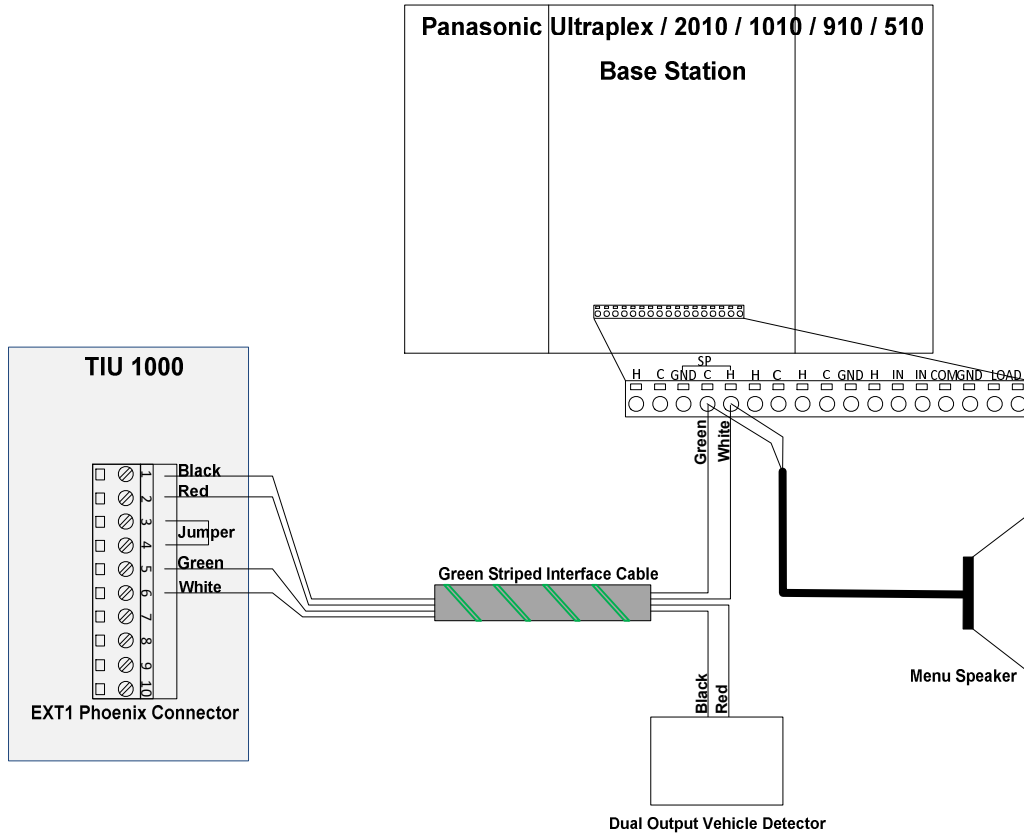 Panasonic Ultraplex / 2010 / 1010 / 910 / 510
Base Station
TIU 1000
SP
H C GND C H H C H C GND H IN IN COM GND LOAD
Green
White
1 Black
2 Red
3
Jumper
4
5 Green
6 White
7
8
9
10
EXT1 Phoenix Connector
Green Striped Interface Cable
Menu Speaker
Black
Red
Dual Output Vehicle Detector